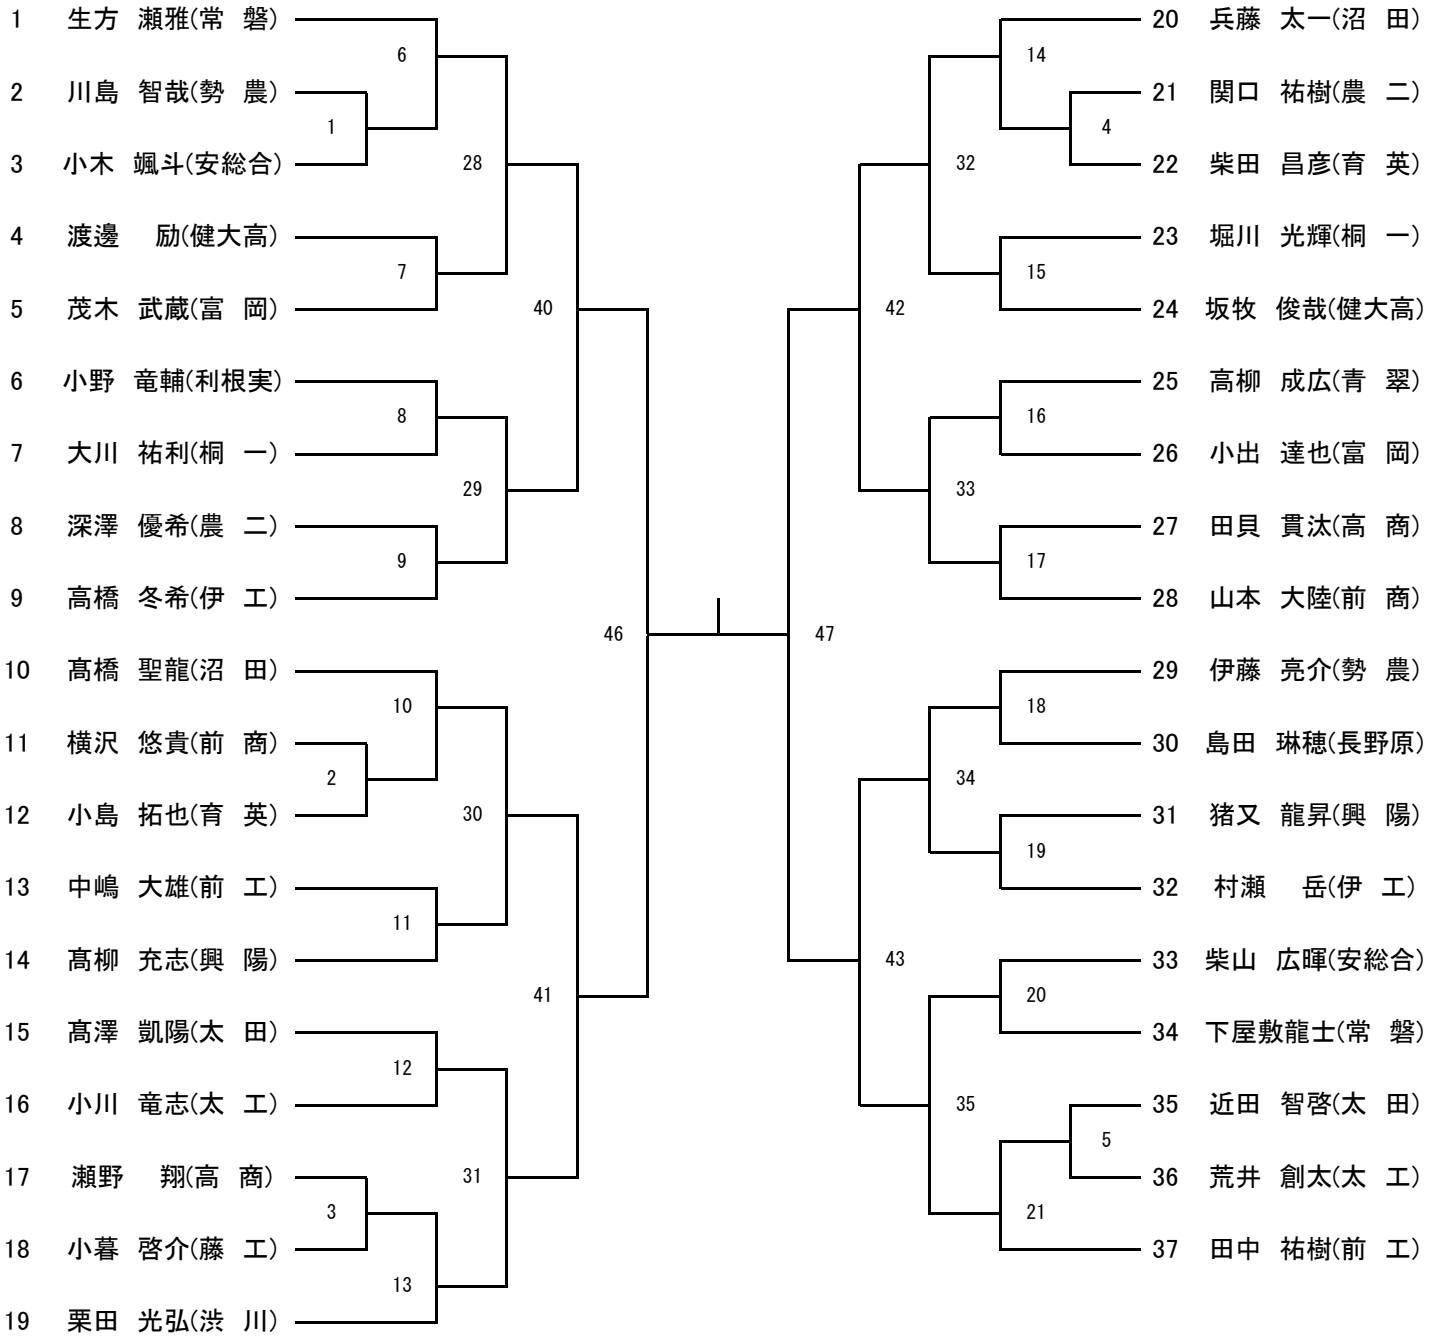 1 生方 瀬雅(常 磐)
2 川島 智哉(勢 農)
3 小木 颯斗(安総合)
4 渡邊 励(健大高)
5 茂木 武蔵(富 岡)
6 小野 竜輔(利根実)
7 大川 祐利(桐 一)
8 深澤 優希(農 二)
9 高橋 冬希(伊 工)
10 髙橋 聖龍(沼 田)
11 横沢 悠貴(前 商)
12 小島 拓也(育 英)
13 中嶋 大雄(前 工)
14 髙柳 充志(興 陽)
15 髙澤 凱陽(太 田)
16 小川 竜志(太 工)
17 瀬野 翔(高 商)
18 小暮 啓介(藤 工)
19 栗田 光弘(渋 川)
6
1
28
7
40
8
29
9
46
10
2
30
11
41
12
31
3
13
14
4
32
15
42
16
33
17
47
18
34
19
43
20
35
5
21
20 兵藤 太一(沼 田)
21 関口 祐樹(農 二)
22 柴田 昌彦(育 英)
23 堀川 光輝(桐 一)
24 坂牧 俊哉(健大高)
25 高柳 成広(青 翠)
26 小出 達也(富 岡)
27 田貝 貫汰(高 商)
28 山本 大陸(前 商)
29 伊藤 亮介(勢 農)
30 島田 琳穂(長野原)
31 猪又 龍昇(興 陽)
32 村瀬 岳(伊 工)
33 柴山 広暉(安総合)
34 下屋敷龍士(常 磐)
35 近田 智啓(太 田)
36 荒井 創太(太 工)
37 田中 祐樹(前 工)